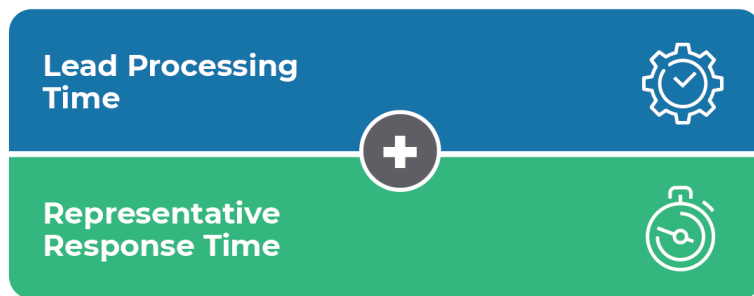 Lead Processing
Time
Representative
Response Time